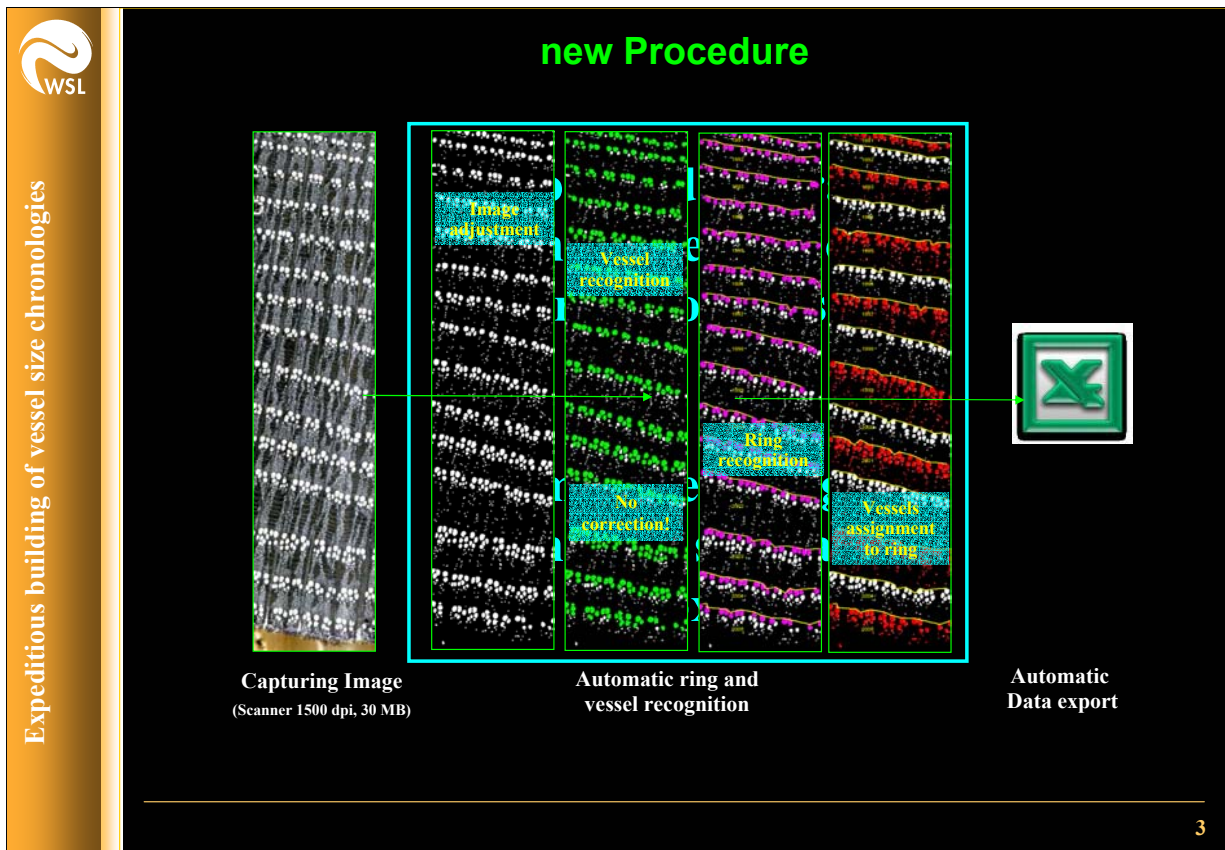 WSL
Expeditious building of vessel size chronologies
new Procedure
Image
adjustment
Vessel
recognition
No
correction!
Ring
recognition
Vessels
assignment
to ring
Capturing Image
(Scanner 1500 dpi, 30 MB)
Automatic ring and
vessel recognition
Automatic
Data export
3